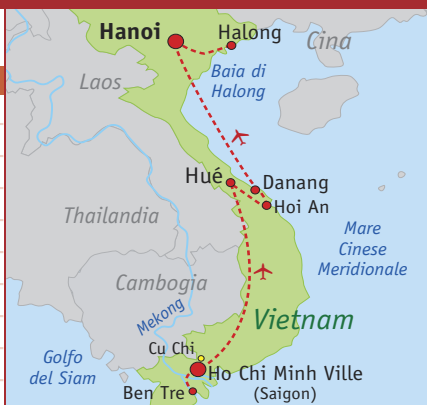 Hanoi
Halong
Cina
Laos
Baia di
Halong
Hué
Danang
Hoi An
Thailandia
Mare
Cinese
Meridionale
Cambogia
Mekong
Vietnam
Golfo
del Siam
Cu Chi
Ho Chi Minh Ville
(Saigon)
Ben Tre